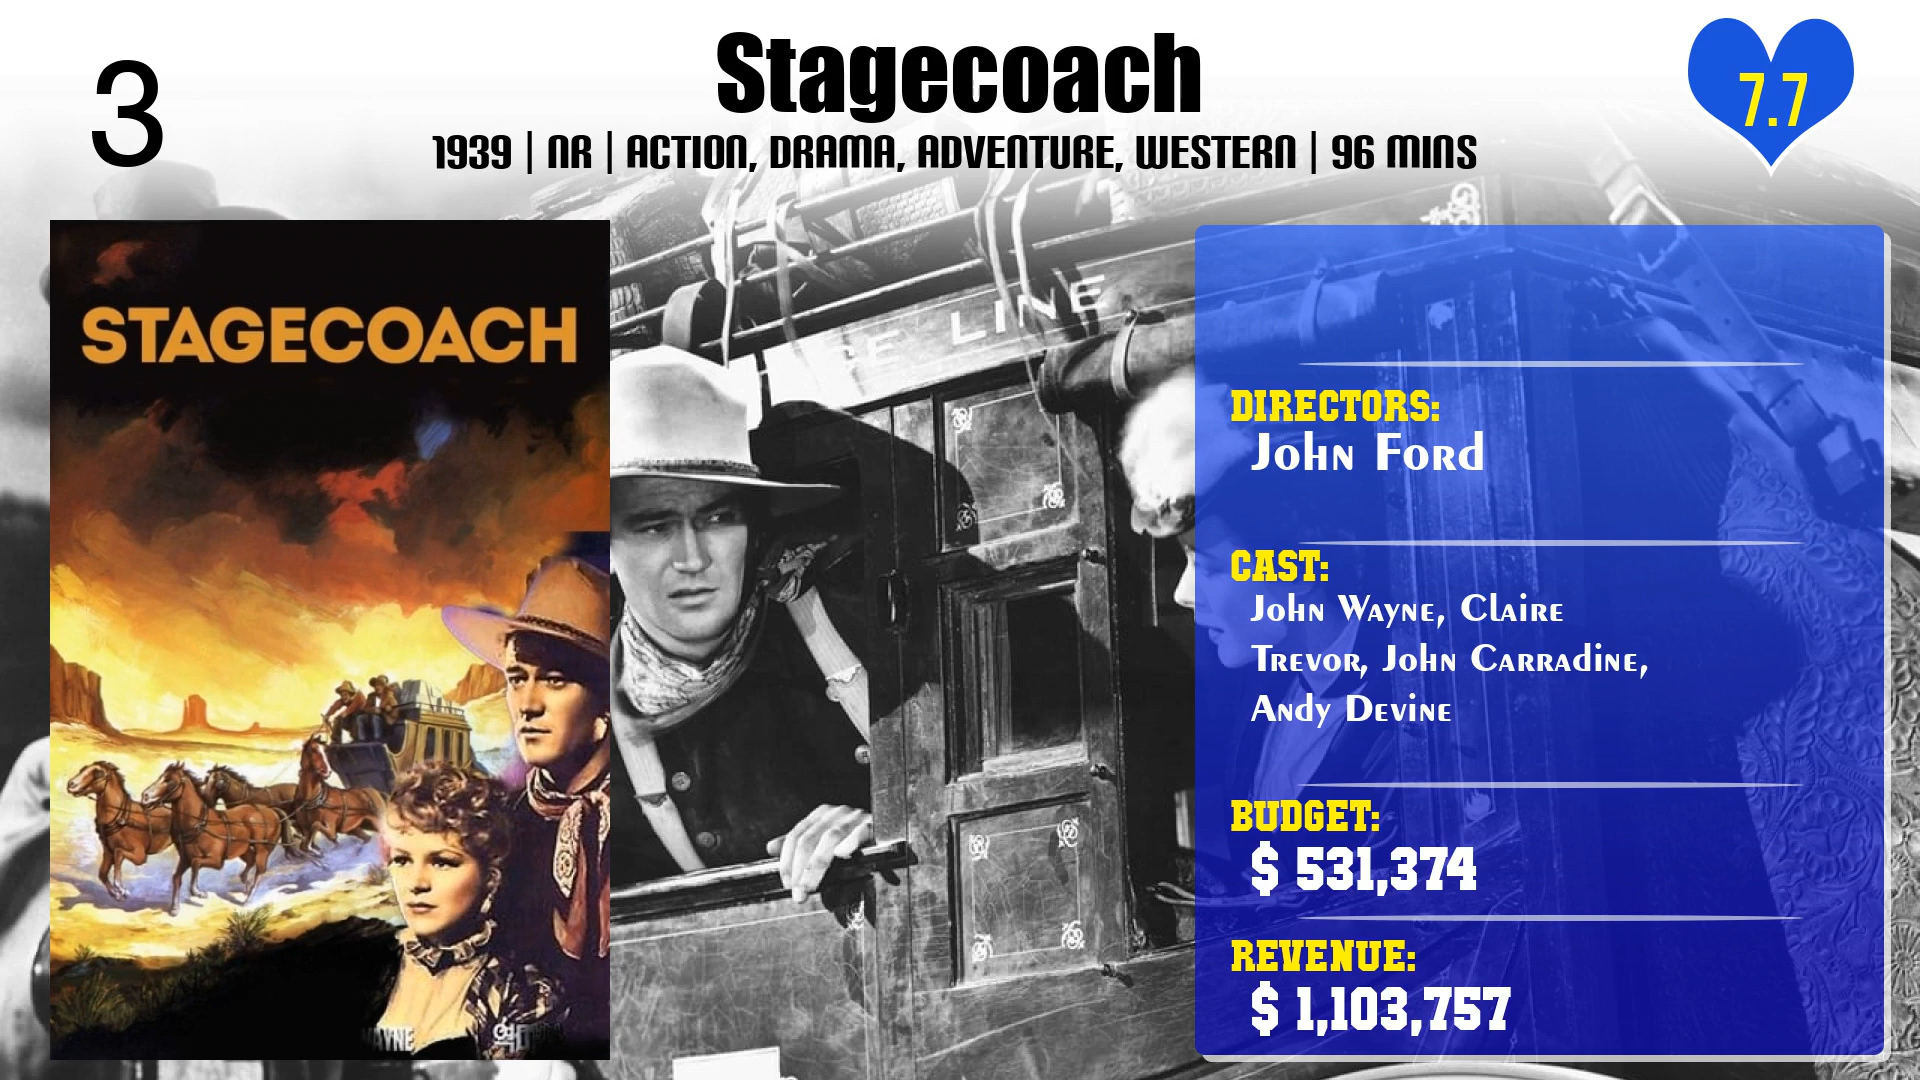 3
Stagecoach
7.7
1939 | NR | ACTION, DRAMA, ADVENTURE, WESTERN | 96 MINS
STAGECOACH
LINE
DIRECTORS:
John Ford
CAST:
John Wayne, Claire
Trevor, John Carradine,
Andy Devine
BUDGET:
$ 531,374
REVENUE:
$ 1,103,757